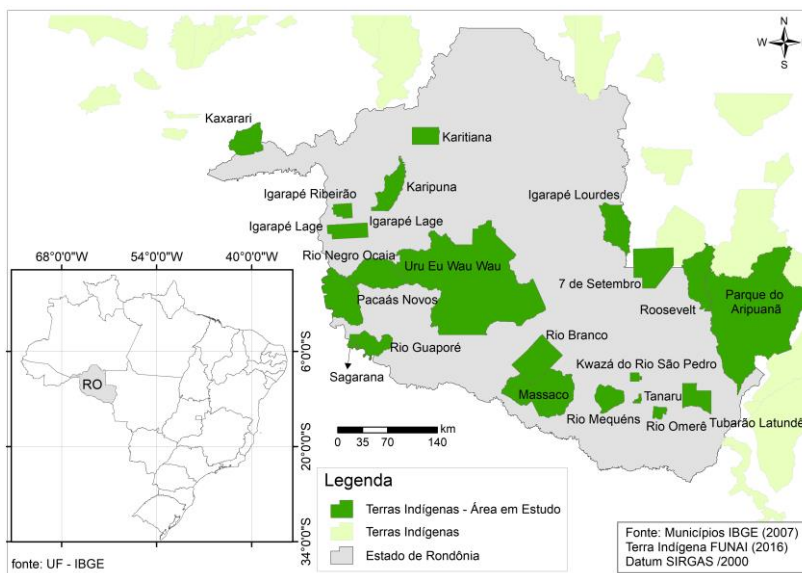 N
W
E
S
Kaxarari
Karitiana
Igarapé Ribeirão
Karipuna
Igarapé Lourdes
Igarapé Lage
Igarapé Lage
Rio Negro Ocaia
Uru Eu Wau Wau
68°0'0"W
54°0'0"W
40°0'0"W
7 de Setembro
Pacaás Novos
Roosevelt
Parque do
Aripuanã
Rio Branco
Rio Guaporé
Kwazá do Rio São Pedro
Sagarana
6°0'0"S
RO
Massaco
Tanaru
Rio Mequéns
Rio Omerê
Tubarão Latundê
km
0 35 70 140
20°0'0"S
Legenda
Terras Indígenas - Área em Estudo
Terras Indígenas
Estado de Rondônia
34°0'0"S
Fonte: Municípios IBGE (2007)
Terra Indígena FUNAI (2016)
Datum SIRGAS /2000
fonte: UF - IBGE